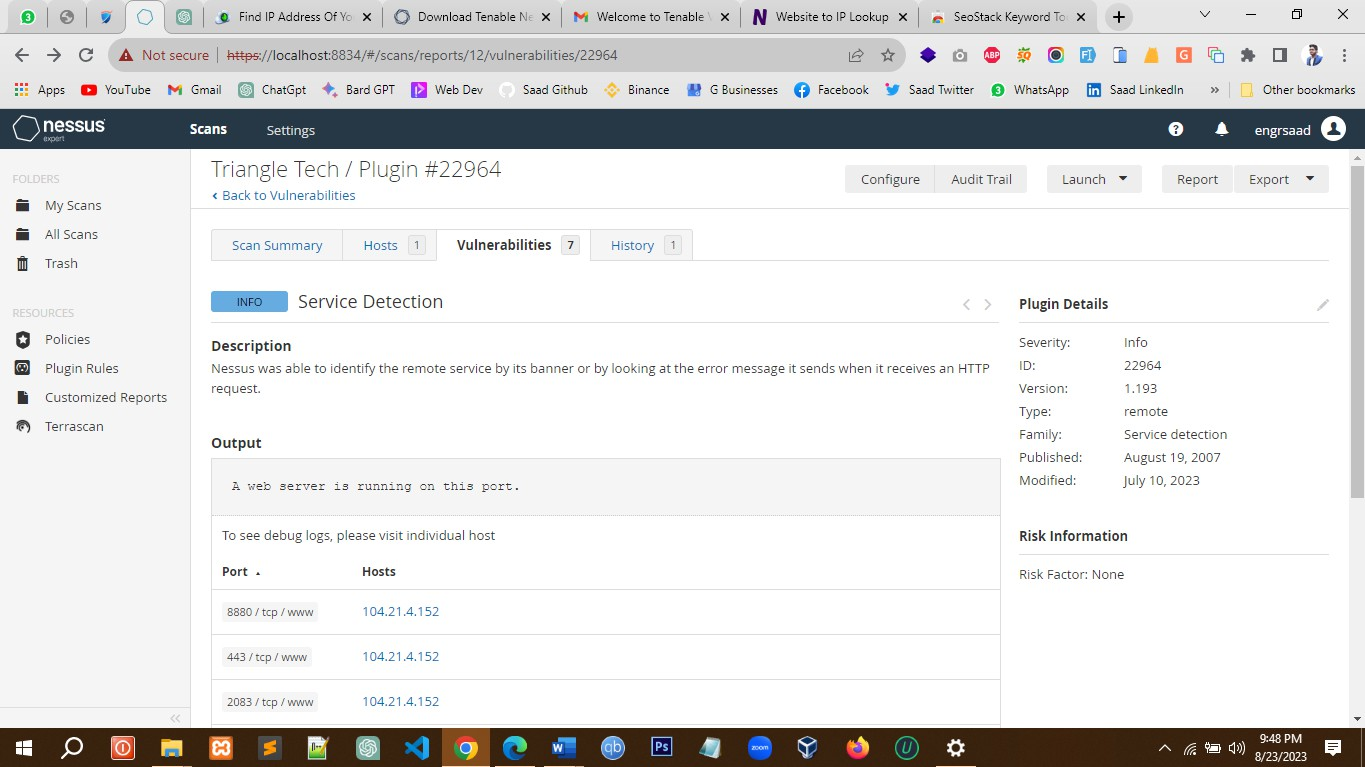 Find IP Address Of Yo
Download Tenable Ne
Welcome to Tenable
Website to IP Lookup
SeoStack Keyword To
Not secure
https://localhost:8834/#/scans/reports/12/vulnerabilities/22964
Apps
YouTube
Gmail
ChatGpt
Bard GPT
Web Dev
Saad Github
Binance
G Businesses
Facebook
Saad Twitter
WhatsApp
Saad LinkedIn
»
Other bookmarks
nessus
expert
Scans
Settings
engrsaad
FOLDERS
My Scans
All Scans
Trash
RESOURCES
Policies
Plugin Rules
Customized Reports
Terrascan
Triangle Tech / Plugin #22964
‹ Back to Vulnerabilities
Configure
Audit Trail
Launch
Report
Export
Scan Summary
Hosts 1
Vulnerabilities 7
History 1
INFO
Service Detection
Description
Nessus was able to identify the remote service by its banner or by looking at the error message it sends when it receives an HTTP
request.
Output
A web server is running on this port.
To see debug logs, please visit individual host
Port
Hosts
8880 / tcp / www
104.21.4.152
443 / tcp / www
104.21.4.152
2083 / tcp / www
104.21.4.152
Plugin Details
Severity: Info
ID: 22964
Version: 1.193
Type: remote
Family: Service detection
Published: August 19, 2007
Modified: July 10, 2023
Risk Information
Risk Factor: None
9:48 PM
8/23/2023